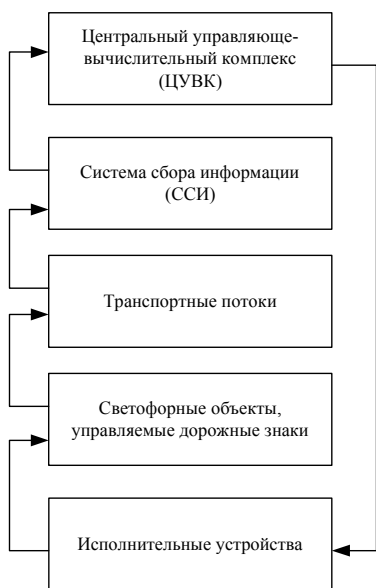 Центральный управляюще-
вычислительный комплекс
(ЦУВК)
Система сбора информации
(ССИ)
Транспортные потоки
Светофорные объекты,
управляемые дорожные знаки
Исполнительные устройства